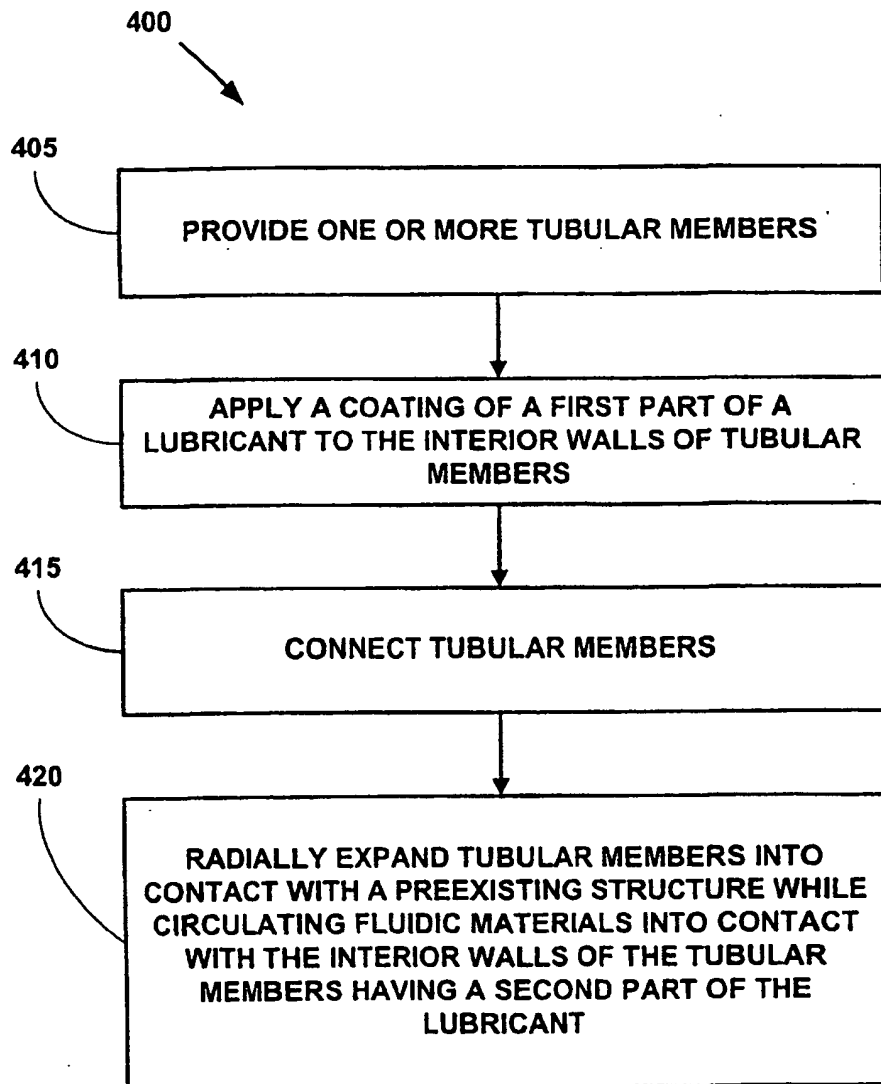 400
405
PROVIDE ONE OR MORE TUBULAR MEMBERS
410
APPLY A COATING OF A FIRST PART OF A
LUBRICANT TO THE INTERIOR WALLS OF TUBULAR
MEMBERS
415
CONNECT TUBULAR MEMBERS
420
RADIALLY EXPAND TUBULAR MEMBERS INTO
CONTACT WITH A PREEXISTING STRUCTURE WHILE
CIRCULATING FLUIDIC MATERIALS INTO CONTACT
WITH THE INTERIOR WALLS OF THE TUBULAR
MEMBERS HAVING A SECOND PART OF THE
LUBRICANT